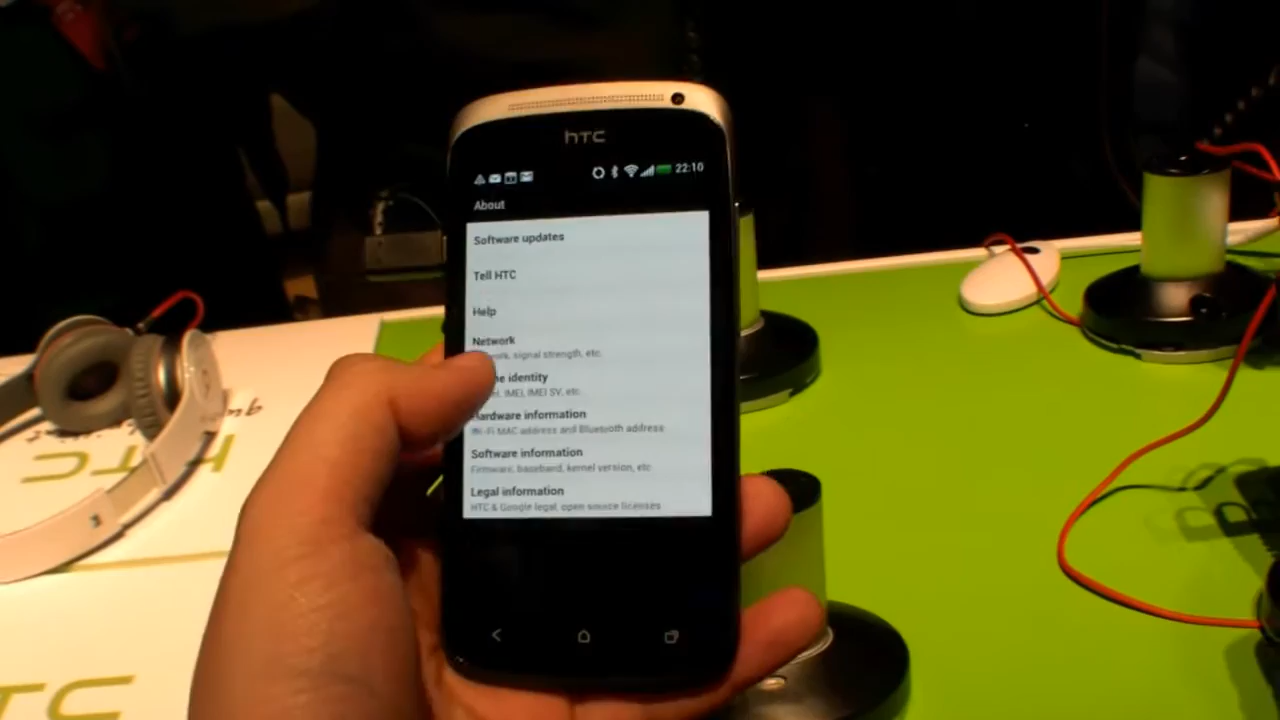 hTC
22:10
About
Software updates
Tell HTC
Help
Network
signal strength, etc.
identity
IMEI, IMEI SV, etc.
Hardware information
Wi-Fi MAC address and Bluetooth address
Software information
Firmware, baseband, kernel version, etc
Legal information
HTC & Google legal, open source licenses
hTC
TC